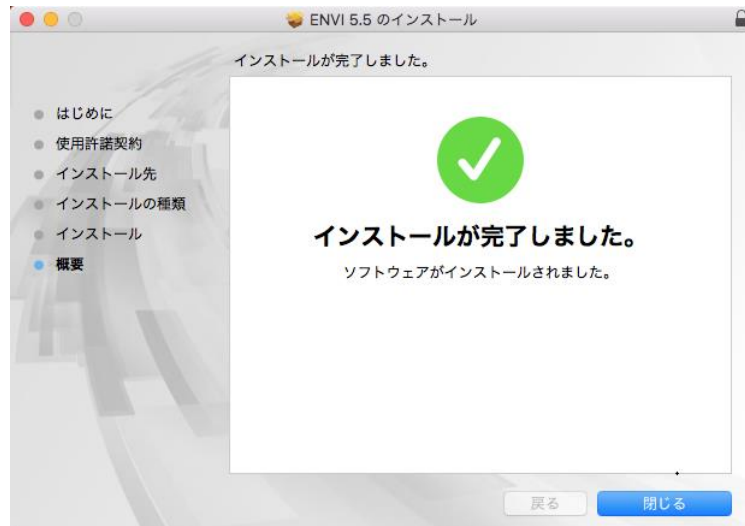 ENVI 5.5 のインストール
インストールが完了しました。
はじめに
使用許諾契約
インストール先
インストールの種類
インストール
概要
インストールが完了しました。
ソフトウェアがインストールされました。
戻る
閉じる